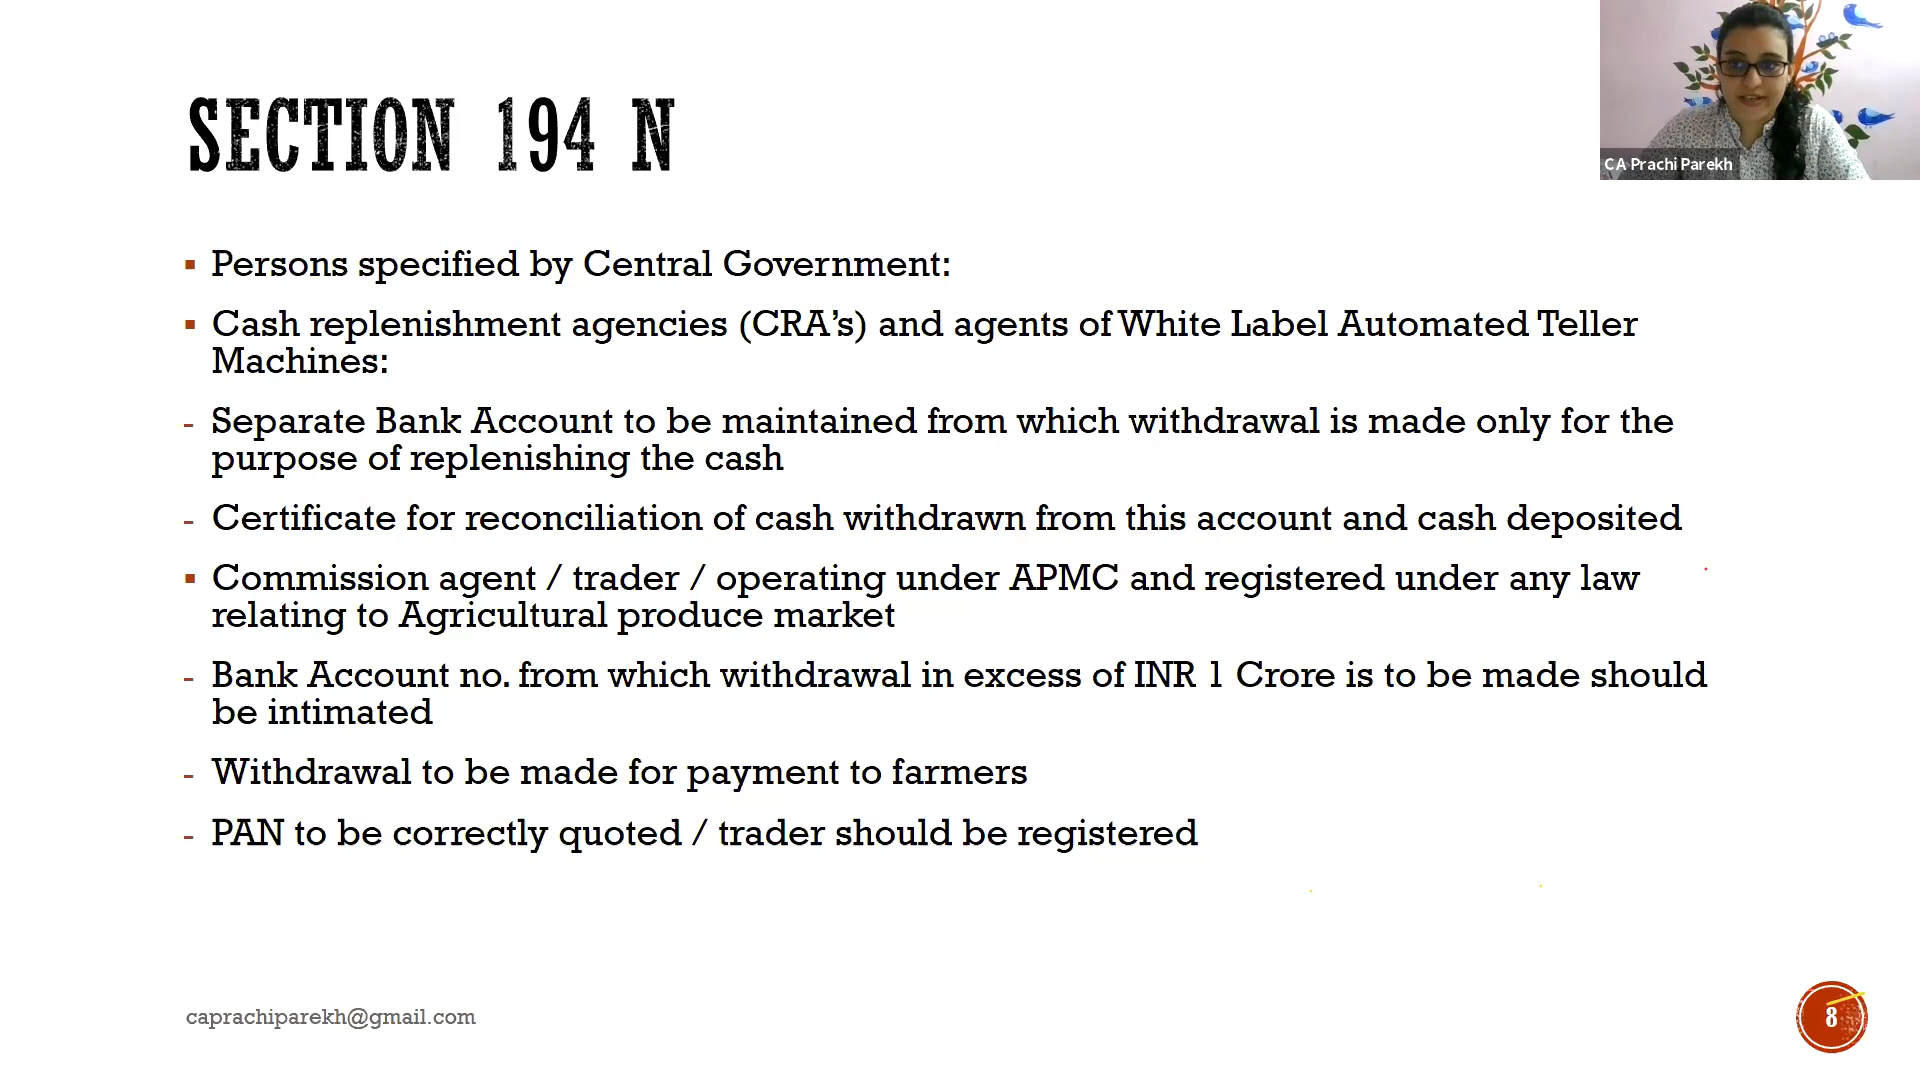 CA Prachi Parekh
SECTION 194 N
Persons specified by Central Government:
Cash replenishment agencies (CRA’s) and agents of White Label Automated Teller
Machines:
- Separate Bank Account to be maintained from which withdrawal is made only for the
purpose of replenishing the cash
- Certificate for reconciliation of cash withdrawn from this account and cash deposited
Commission agent / trader / operating under APMC and registered under any law
relating to Agricultural produce market
- Bank Account no. from which withdrawal in excess of INR 1 Crore is to be made should
be intimated
- Withdrawal to be made for payment to farmers
- PAN to be correctly quoted / trader should be registered
caprachiparekh@gmail.com
8